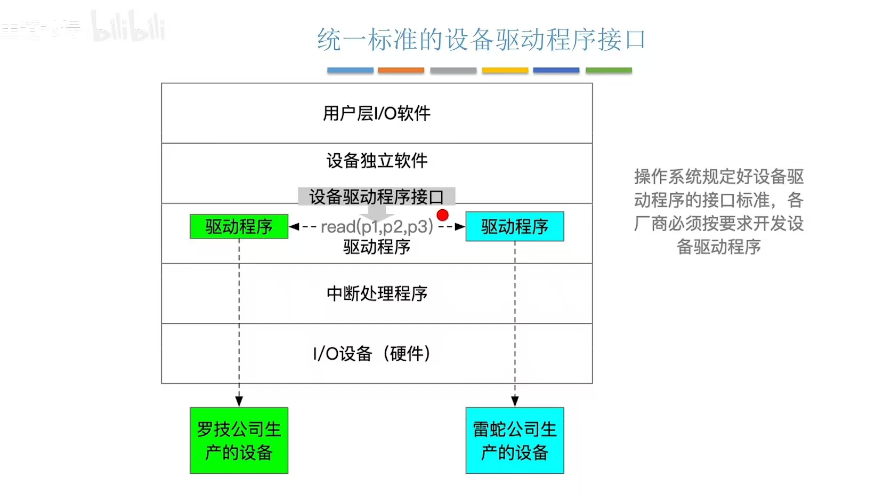 bilibili
统一标准的设备驱动程序接口
用户层I/O软件
设备独立软件
设备驱动程序接口
驱动程序
read(p1,p2,p3)
驱动程序
驱动程序
中断处理程序
I/O设备（硬件）
罗技公司生
产的设备
雷蛇公司生
产的设备
操作系统规定好设备驱
动程序的接口标准，各
厂商必须按要求开发设
备驱动程序